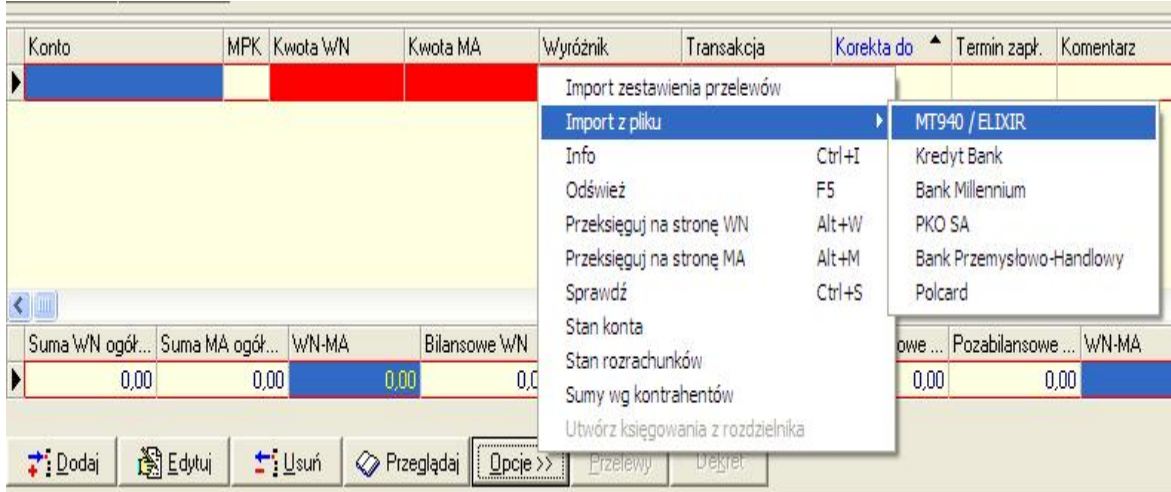 Konto MPK Kwota WN Kwota MA Wyróżnik Transakcja Korekta do Termin zapł. Komentarz
Import zestawienia przelewów
Import z pliku MT940 / ELIXIR
Info Ctrl+I Kredyt Bank
Odśwież F5 Bank Millennium
Przeksięguj na stronę WN Alt+W PKO SA
Przeksięguj na stronę MA Alt+M Bank Przemysłowo-Handlowy
Sprawdź Ctrl+S Polcard
Stan konta
Stan rozrachunków
Sumy wg kontrahentów
Utwórz księgowania z rozdzielnika
Suma WN ogół... Suma MA ogół... WN-MA Bilansowe WN owe ... Pozabilansowe ... WN-MA
0,00 0,00 0,00 0,0 0,00 0,00
Dodaj Edytuj Usuń Przeglądaj Opcje >> Przelewy Dekret